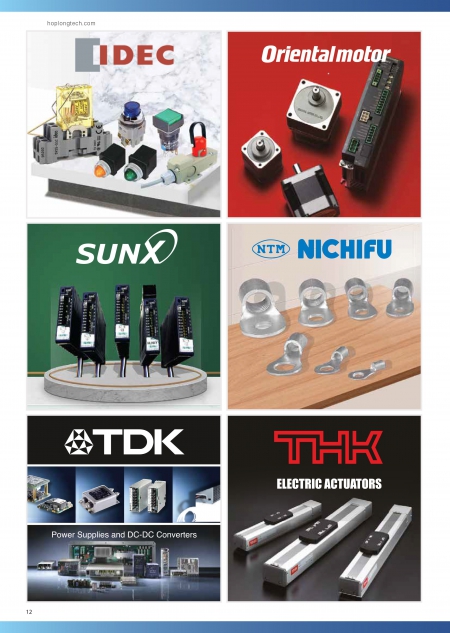 hoplongtech.com
IDEC
Orientalmotor
SUNX
NTM NICHIFU
TDK
Power Supplies and DC-DC Converters
THK
ELECTRIC ACTUATORS
12